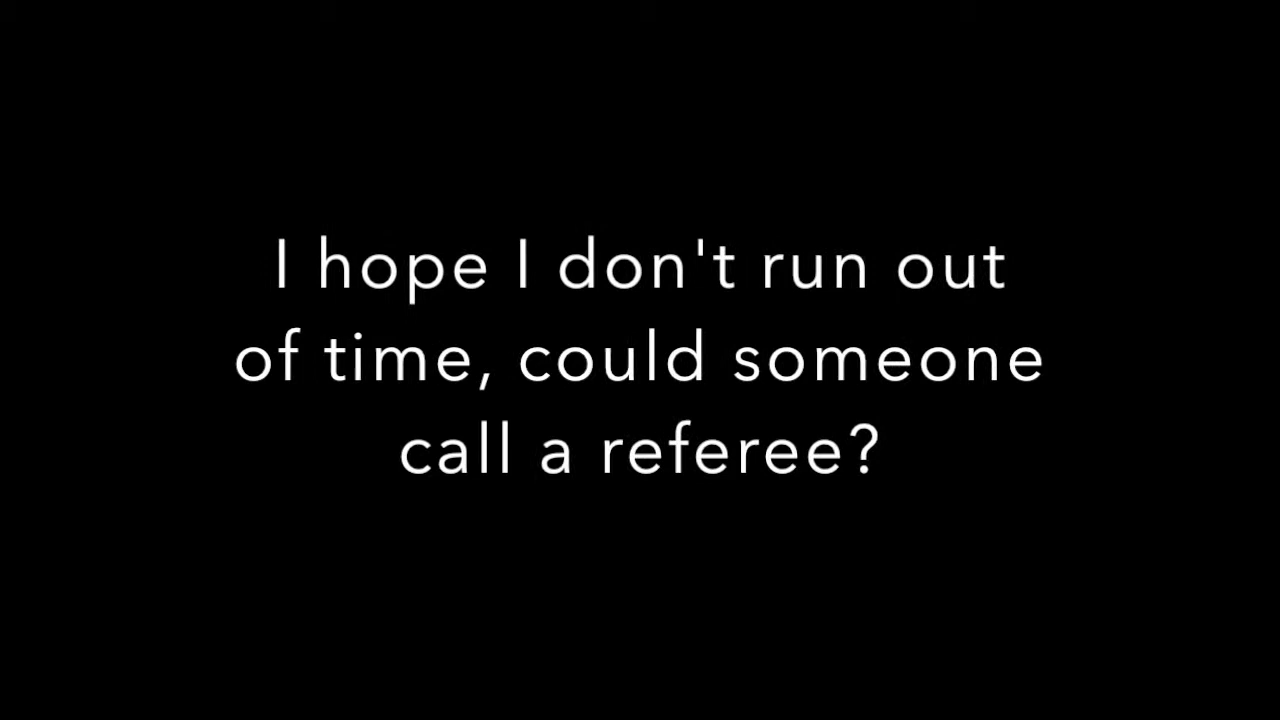 I hope I don't run out
of time, could someone
call a referee?